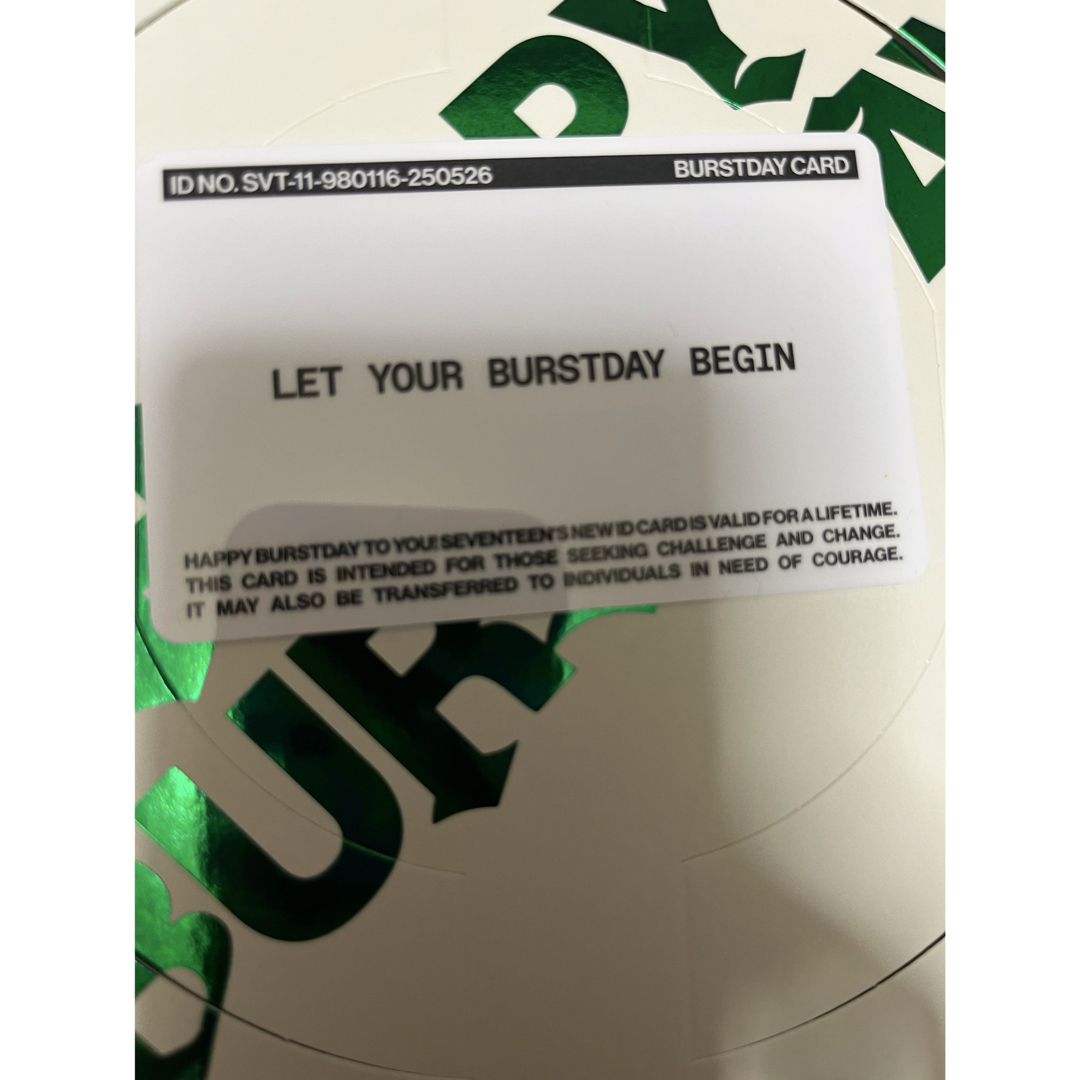 ID NO. SVT-11-980116-250526 BURSTDAY CARD
LET YOUR BURSTDAY BEGIN
HAPPY BURSTDAY TO YOU! SEVENTEEN'S NEW ID CARD IS VALID FOR A LIFETIME.
THIS CARD IS INTENDED FOR THOSE SEEKING CHALLENGE AND CHANGE.
IT MAY ALSO BE TRANSFERRED TO INDIVIDUALS IN NEED OF COURAGE.
BUR